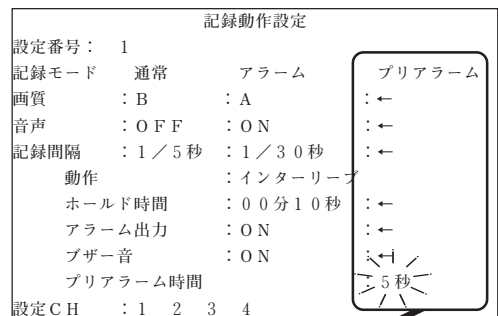 記録動作設定
設定番号： 1
記録モード 通常 アラーム プリアラーム
画質 ：B ：A ：←
音声 ：OFF ：ON ：←
記録間隔 ：1／5秒 ：1／30秒 ：←
動作 ：インターリーブ
ホールド時間 ：00分10秒 ：←
アラーム出力 ：ON ：←
ブザー音 ：ON ：←
プリアラーム時間 ：5秒
設定CH ：1 2 3 4